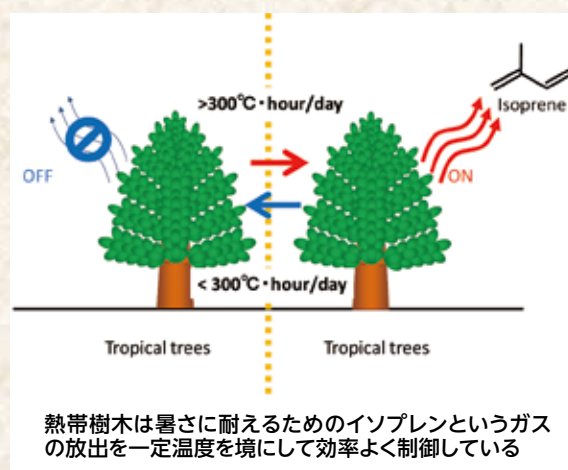 >300℃・hour/day
Isoprene
OFF
ON
< 300℃・hour/day
Tropical trees
Tropical trees
熱帯樹木は暑さに耐えるためのイソプレンというガス
の放出を一定温度を境にして効率よく制御している